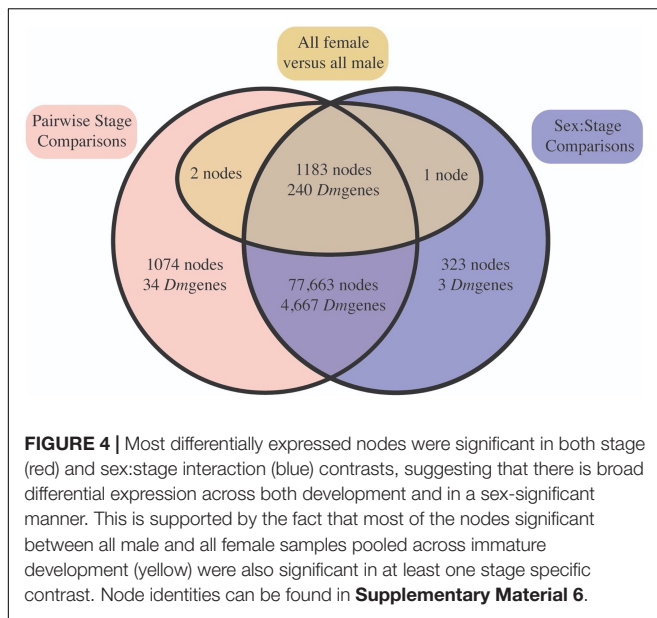 All female
versus all male
Pairwise Stage
Comparisons
Sex:Stage
Comparisons
2 nodes
1183 nodes
240 Dmgenes
1 node
1074 nodes
34 Dmgenes
77,663 nodes
4,667 Dmgenes
323 nodes
3 Dmgenes
FIGURE 4 | Most differentially expressed nodes were significant in both stage
(red) and sex:stage interaction (blue) contrasts, suggesting that there is broad
differential expression across both development and in a sex-significant
manner. This is supported by the fact that most of the nodes significant
between all male and all female samples pooled across immature
development (yellow) were also significant in at least one stage specific
contrast. Node identities can be found in Supplementary Material 6.